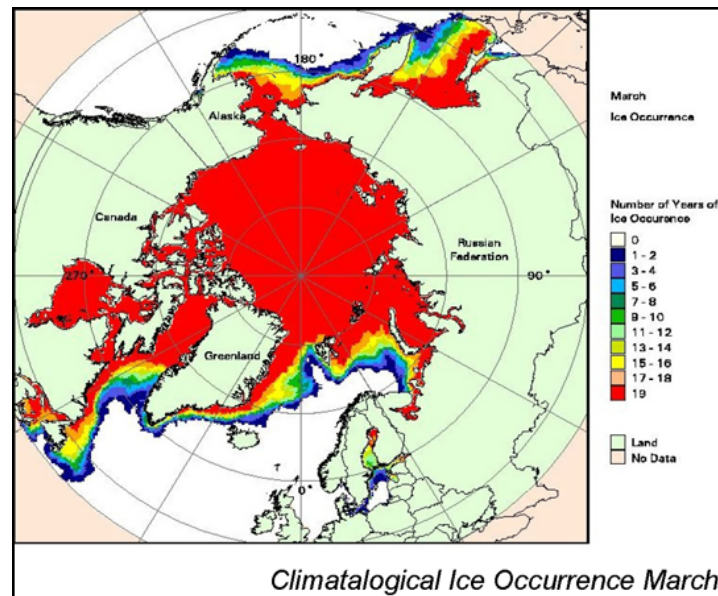 180°
Alaska
Canada
Russian
Federation
270°
90°
Greenland
0°
March
Ice Occurrence
Number of Years of
Ice Occurence
0
1 - 2
3 - 4
5 - 6
7 - 8
9 - 10
11 - 12
13 - 14
15 - 16
17 - 18
19
Land
No Data
Climatalogical Ice Occurrence March